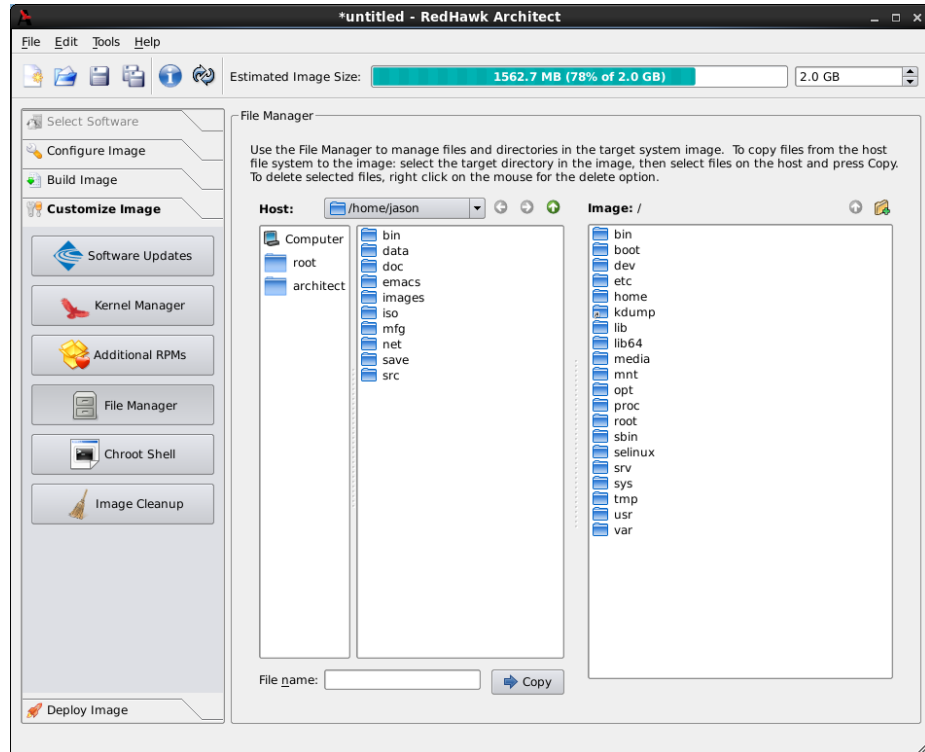 *untitled - RedHawk Architect
File Edit Tools Help
Estimated Image Size: 1562.7 MB (78% of 2.0 GB) 2.0 GB
Select Software
Configure Image
Build Image
Customize Image
Software Updates
Kernel Manager
Additional RPMs
File Manager
Chroot Shell
Image Cleanup
Deploy Image
File Manager
Use the File Manager to manage files and directories in the target system image. To copy files from the host
file system to the image: select the target directory in the image, then select files on the host and press Copy.
To delete selected files, right click on the mouse for the delete option.
Host: /home/jason
Computer
root
architect
bin
data
doc
emacs
images
iso
mfg
net
save
src
File name:
Copy
Image: /
bin
boot
dev
etc
home
kdump
lib
lib64
media
mnt
opt
proc
root
sbin
selinux
srv
sys
tmp
usr
var